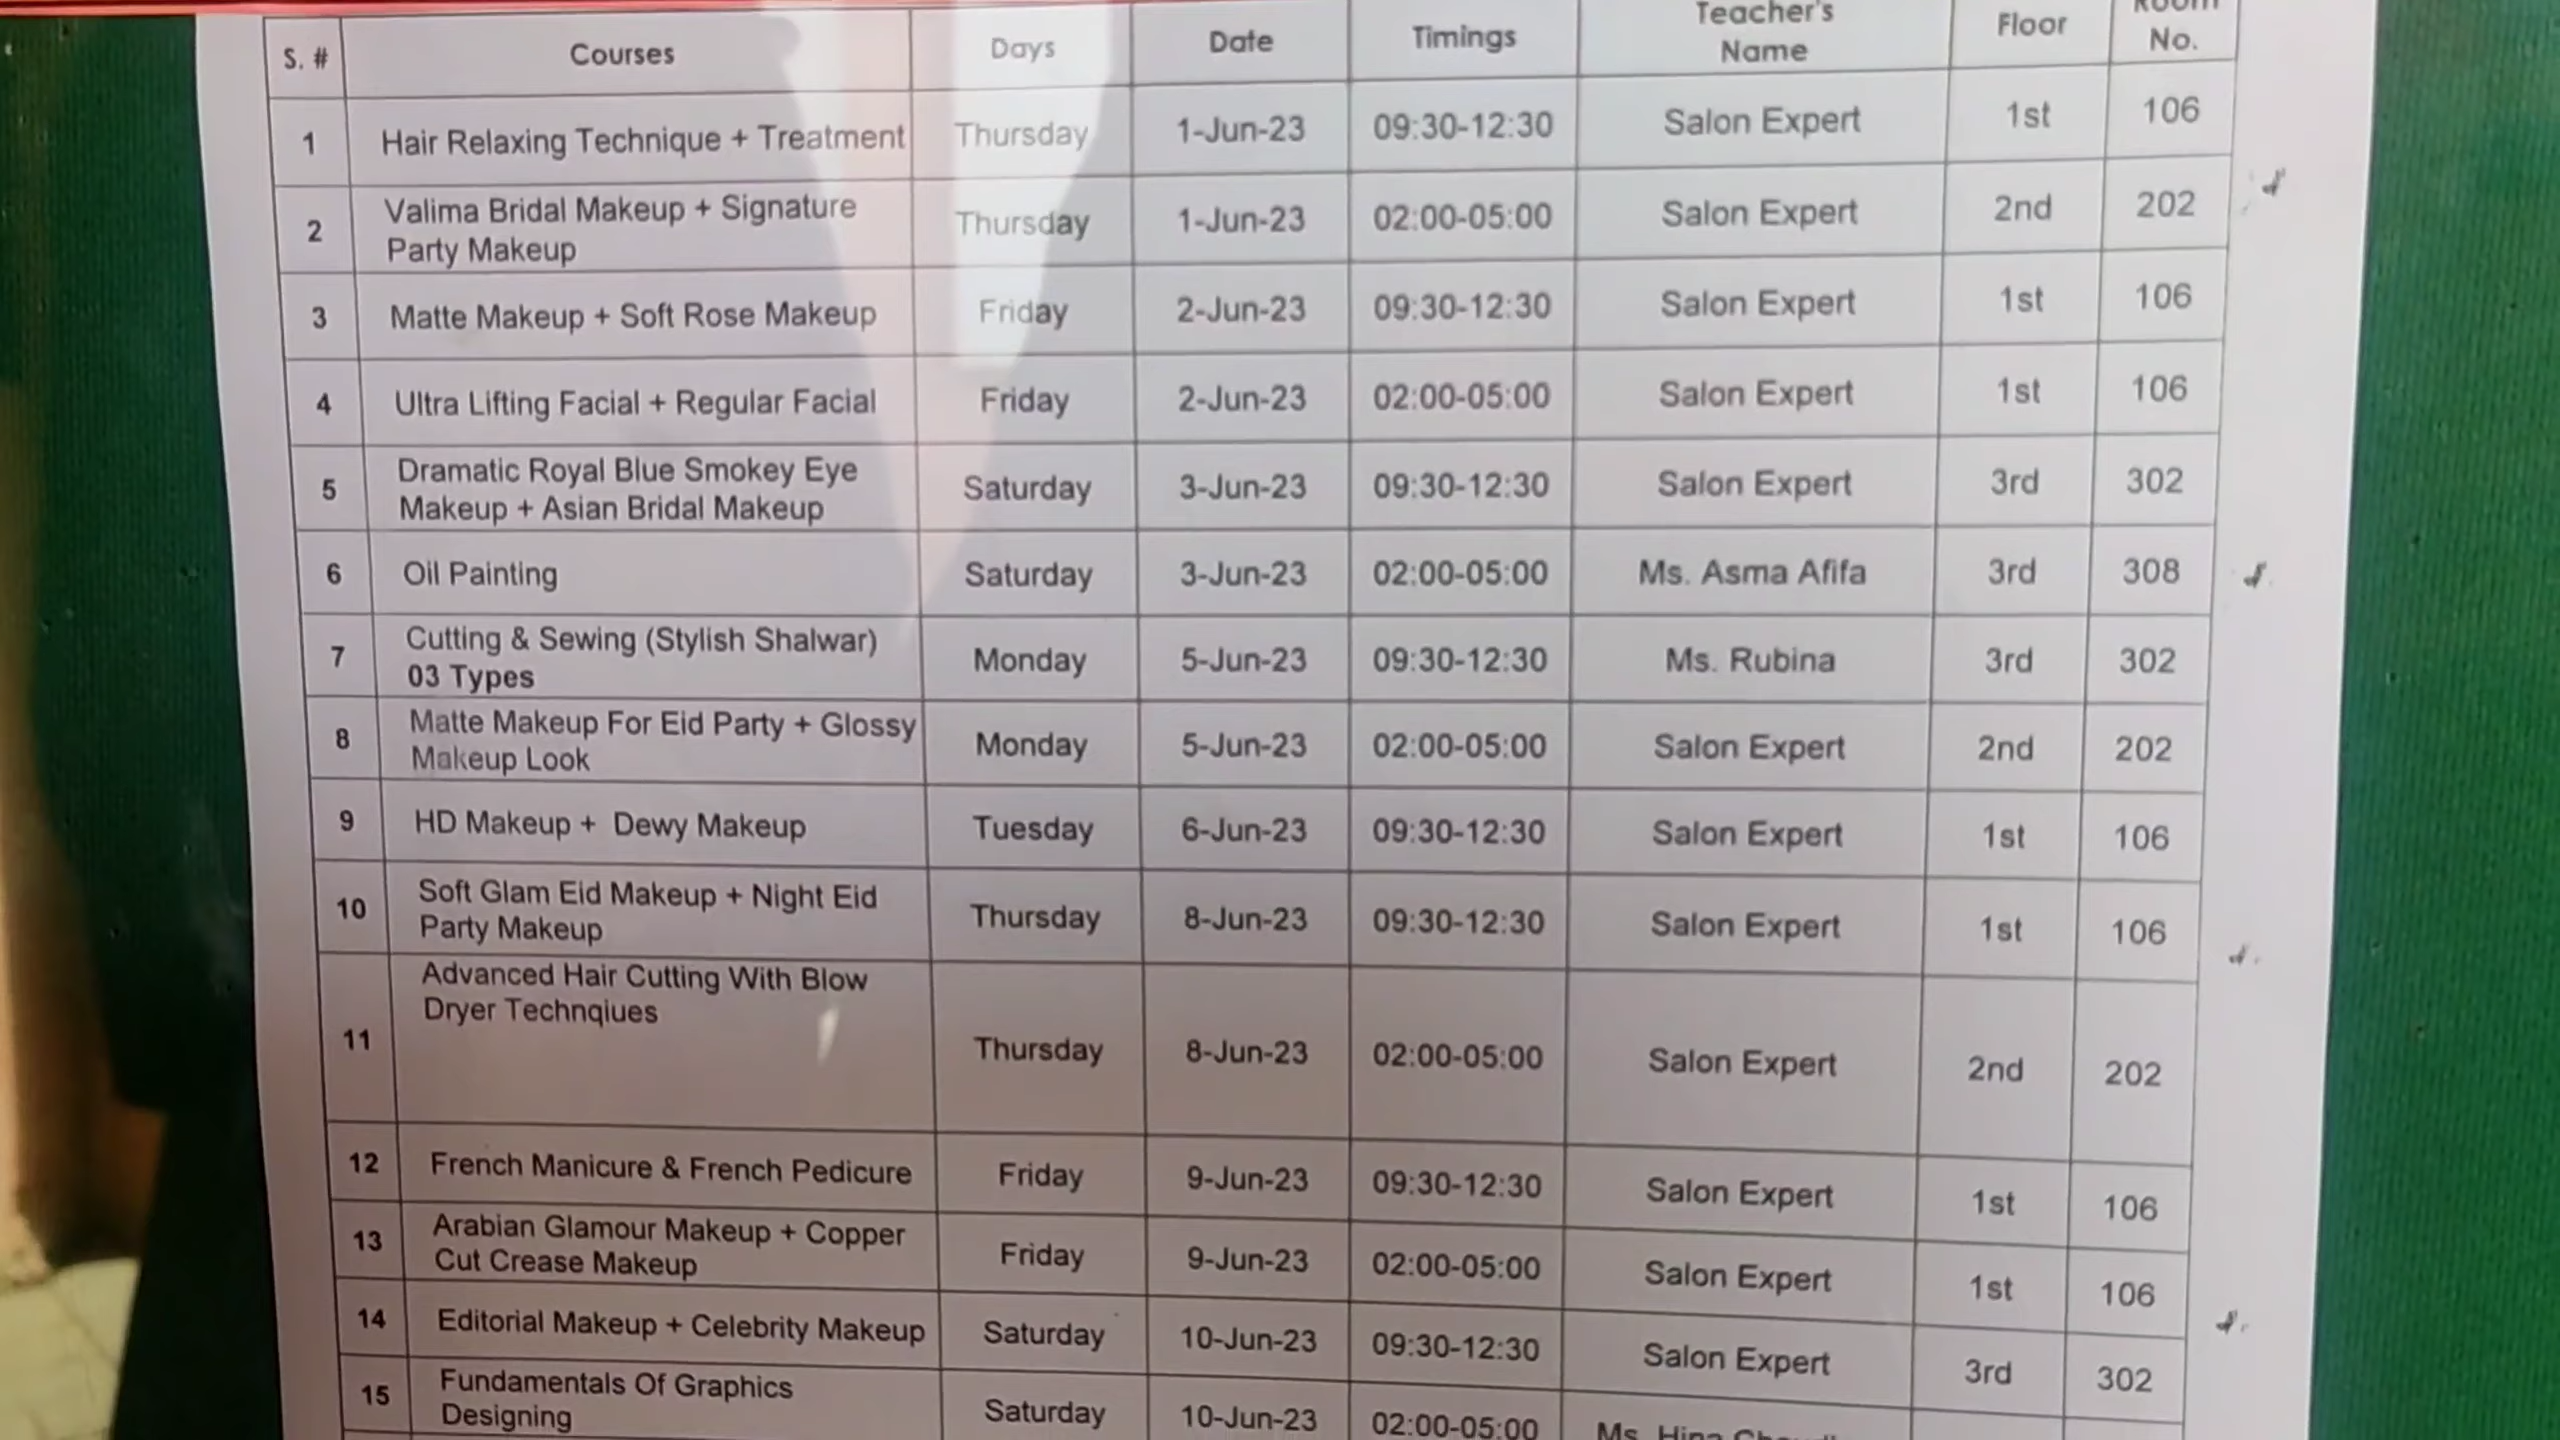 S. # Courses Days Date Timings Teacher's Name Floor Room No.
1 Hair Relaxing Technique + Treatment Thursday 1-Jun-23 09:30-12:30 Salon Expert 1st 106
2 Valima Bridal Makeup + Signature Party Makeup Thursday 1-Jun-23 02:00-05:00 Salon Expert 2nd 202
3 Matte Makeup + Soft Rose Makeup Friday 2-Jun-23 09:30-12:30 Salon Expert 1st 106
4 Ultra Lifting Facial + Regular Facial Friday 2-Jun-23 02:00-05:00 Salon Expert 1st 106
5 Dramatic Royal Blue Smokey Eye Makeup + Asian Bridal Makeup Saturday 3-Jun-23 09:30-12:30 Salon Expert 3rd 302
6 Oil Painting Saturday 3-Jun-23 02:00-05:00 Ms. Asma Afifa 3rd 308
7 Cutting & Sewing (Stylish Shalwar) 03 Types Monday 5-Jun-23 09:30-12:30 Ms. Rubina 3rd 302
8 Matte Makeup For Eid Party + Glossy Makeup Look Monday 5-Jun-23 02:00-05:00 Salon Expert 2nd 202
9 HD Makeup + Dewy Makeup Tuesday 6-Jun-23 09:30-12:30 Salon Expert 1st 106
10 Soft Glam Eid Makeup + Night Eid Party Makeup Thursday 8-Jun-23 09:30-12:30 Salon Expert 1st 106
11 Advanced Hair Cutting With Blow Dryer Technqiues Thursday 8-Jun-23 02:00-05:00 Salon Expert 2nd 202
12 French Manicure & French Pedicure Friday 9-Jun-23 09:30-12:30 Salon Expert 1st 106
13 Arabian Glamour Makeup + Copper Cut Crease Makeup Friday 9-Jun-23 02:00-05:00 Salon Expert 1st 106
14 Editorial Makeup + Celebrity Makeup Saturday 10-Jun-23 09:30-12:30 Salon Expert 3rd 302
15 Fundamentals Of Graphics Designing Saturday 10-Jun-23 02:00-05:00 Ms. Hina